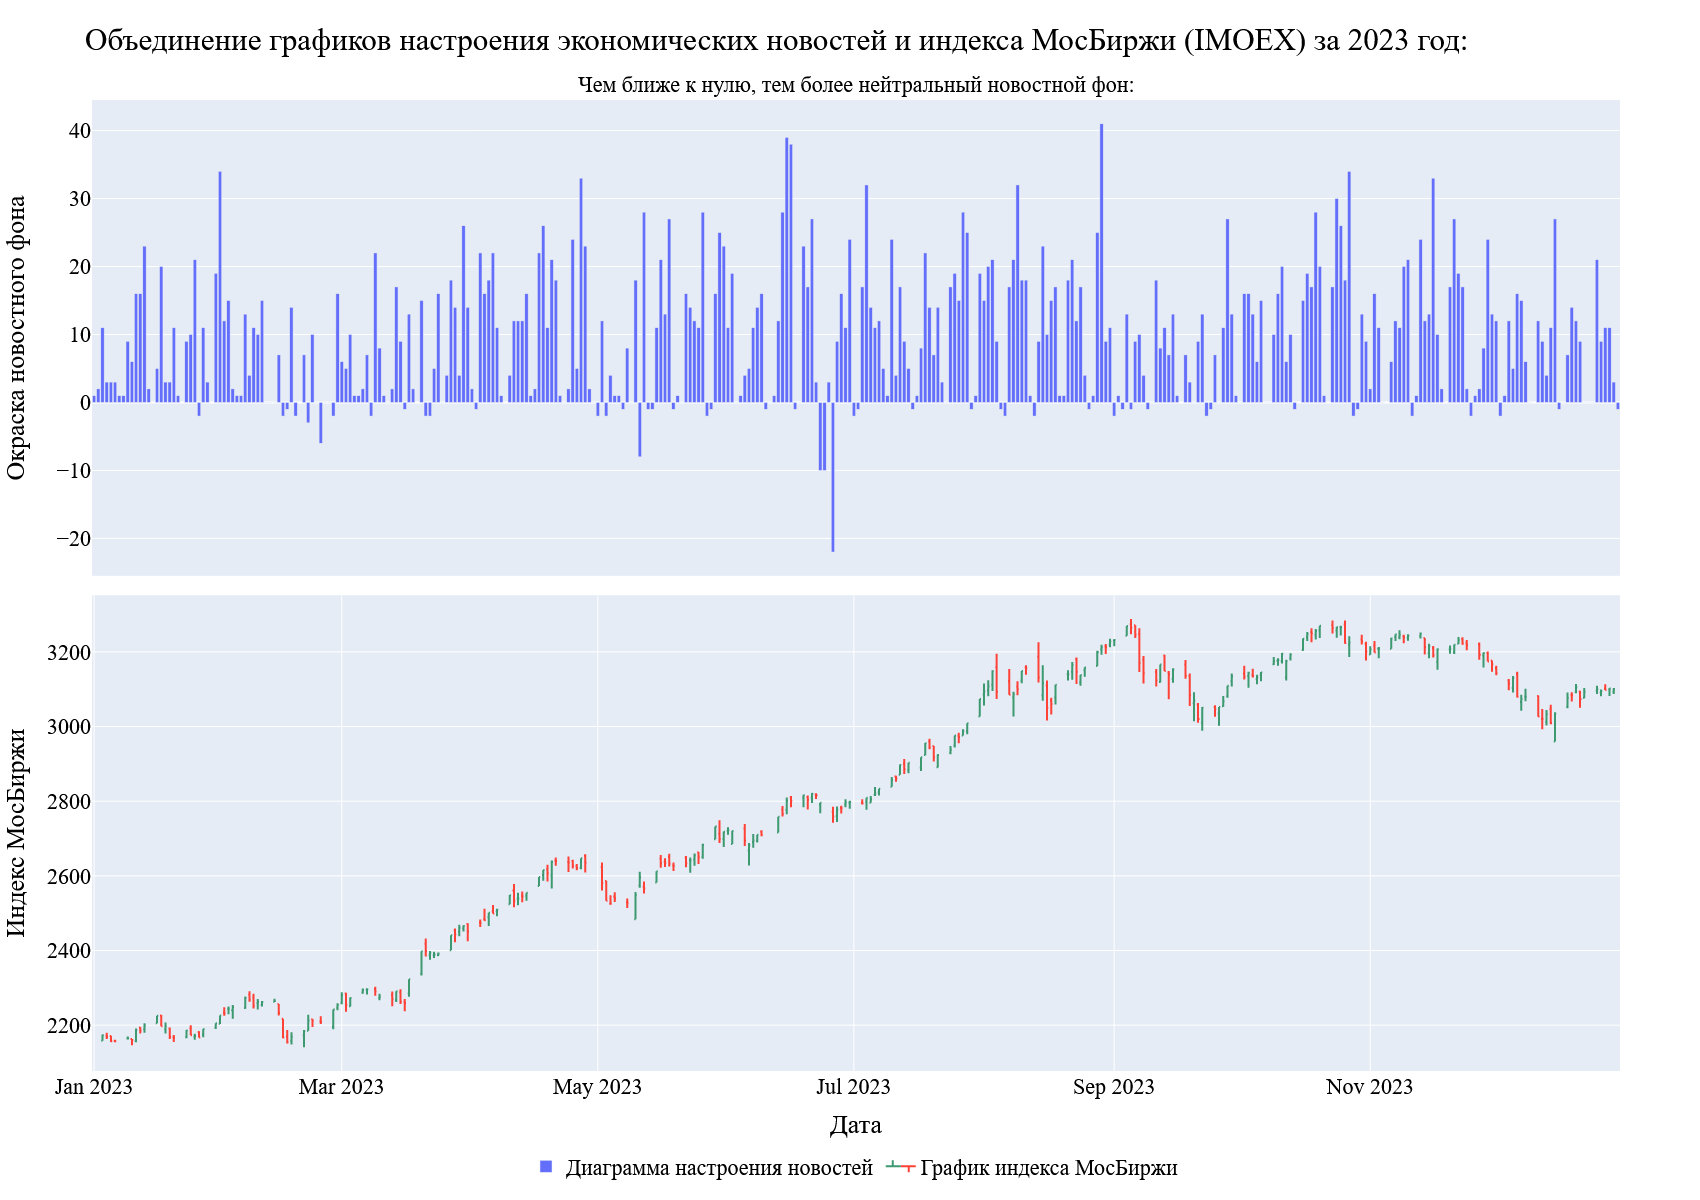 Объединение графиков настроения экономических новостей и индекса МосБиржи (IMOEX) за 2023 год:
Чем ближе к нулю, тем более нейтральный новостной фон:
Окраска новостного фона
40
30
20
10
0
−10
−20
Индекс МосБиржи
3200
3000
2800
2600
2400
2200
Jan 2023 Mar 2023 May 2023 Jul 2023 Sep 2023 Nov 2023
Дата
Диаграмма настроения новостей График индекса МосБиржи